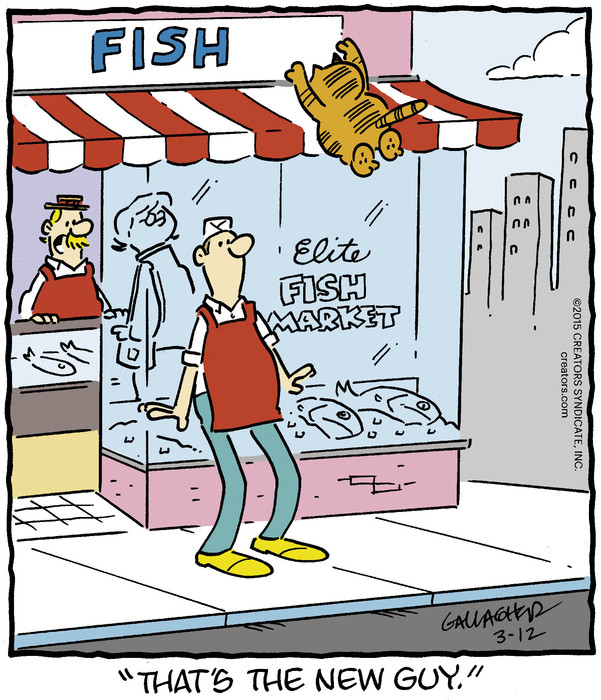 FISH
Elite
FISH
MARKET
©2015 CREATORS SYNDICATE, INC.
creators.com
GALLAGHER
3-12
"THAT'S THE NEW GUY."